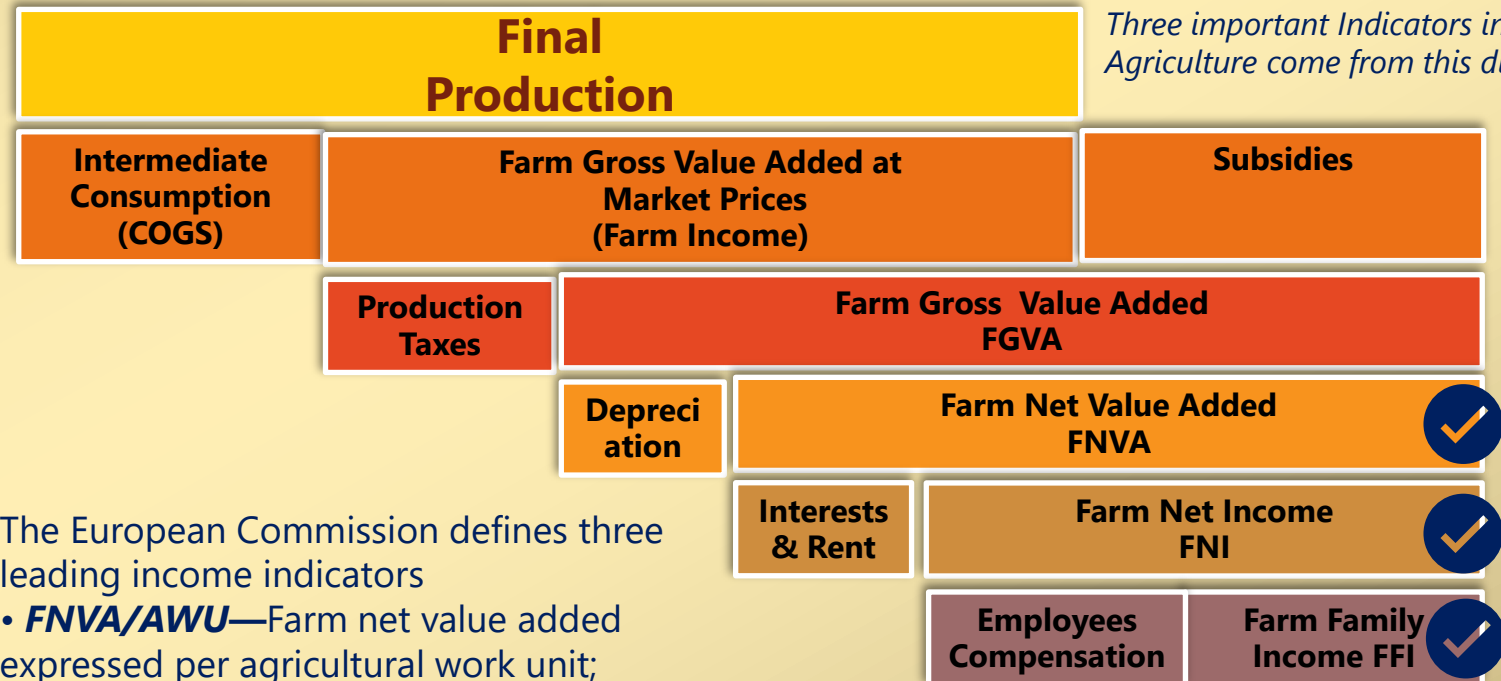 Final
Production
Three important Indicators in
Agriculture come from this
Intermediate
Consumption
(COGS)
Farm Gross Value Added at
Market Prices
(Farm Income)
Subsidies
Production
Taxes
Farm Gross Value Added
FGVA
Depreci
ation
Farm Net Value Added
FNVA
Interests
& Rent
Farm Net Income
FNI
The European Commission defines three
leading income indicators
• FNVA/AWU—Farm net value added
expressed per agricultural work unit;
Employees
Compensation
Farm Family
Income FFI